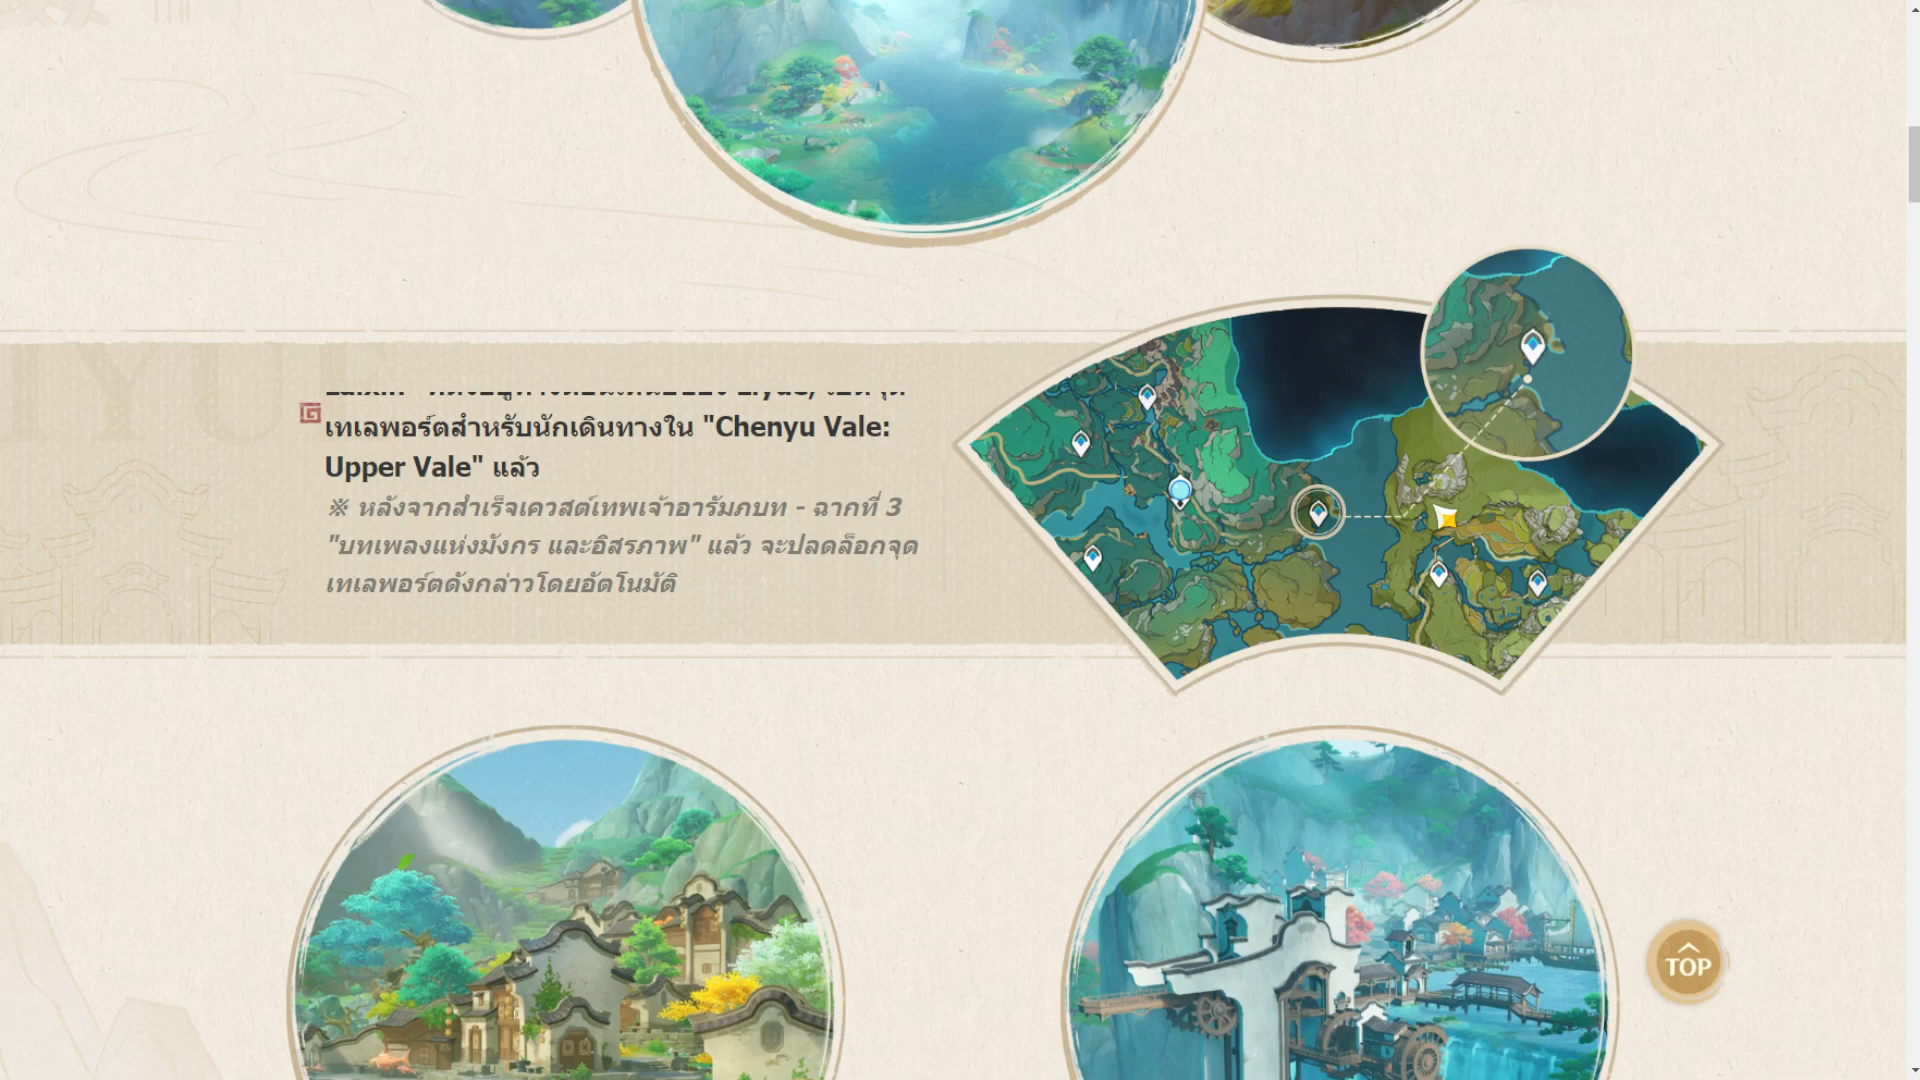 เทเลพอร์ตสำหรับนักเดินทางใน "Chenyu Vale:
Upper Vale" แล้ว
※ หลังจากสำเร็จเควสต์เทพเจ้าอารัมภบท - ฉากที่ 3
"บทเพลงแห่งมังกร และอิสรภาพ" แล้ว จะปลดล็อกจุด
เทเลพอร์ตดังกล่าวโดยอัตโนมัติ
TOP